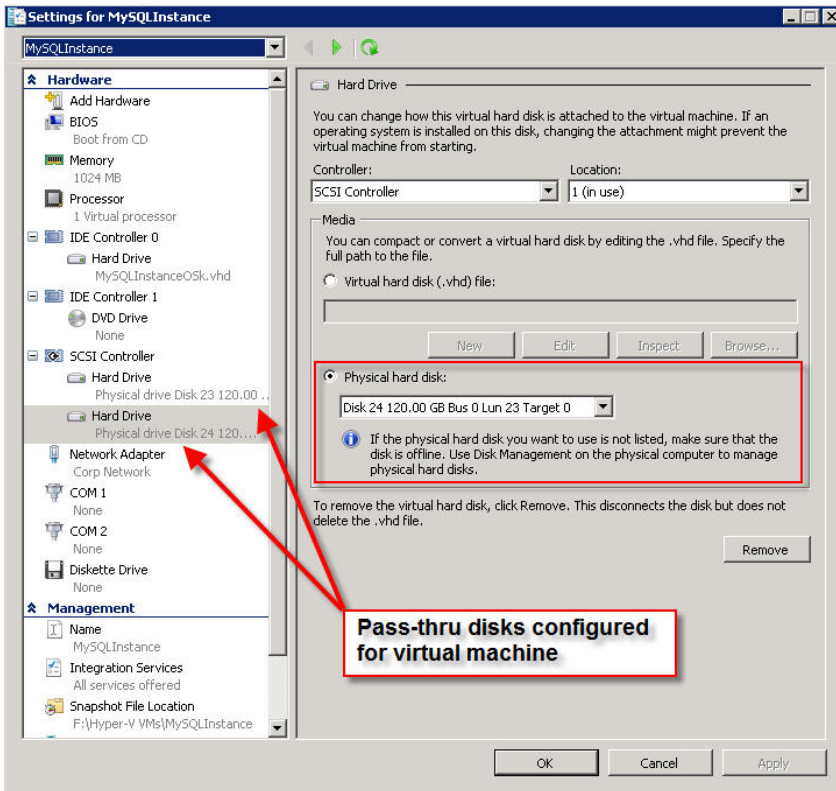 Settings for MySQLInstance
MySQLInstance
Hardware
Add Hardware
BIOS
Boot from CD
Memory
1024 MB
Processor
1 Virtual processor
IDE Controller 0
Hard Drive
MySQLInstanceOSk.vhd
IDE Controller 1
DVD Drive
None
SCSI Controller
Hard Drive
Physical drive Disk 23 120.00 ..
Hard Drive
Physical drive Disk 24 120....
Network Adapter
Corp Network
COM 1
None
COM 2
None
Diskette Drive
None
Management
Name
MySQLInstance
Integration Services
All services offered
Snapshot File Location
F:\Hyper-V VMs\MySQLInstance
Hard Drive
You can change how this virtual hard disk is attached to the virtual machine. If an
operating system is installed on this disk, changing the attachment might prevent the
virtual machine from starting.
Controller: Location:
SCSI Controller 1 (in use)
Media
You can compact or convert a virtual hard disk by editing the .vhd file. Specify the
full path to the file.
Virtual hard disk (.vhd) file:
New Edit Inspect Browse...
Physical hard disk:
Disk 24 120.00 GB Bus 0 Lun 23 Target 0
If the physical hard disk you want to use is not listed, make sure that the
disk is offline. Use Disk Management on the physical computer to manage
physical hard disks.
To remove the virtual hard disk, click Remove. This disconnects the disk but does not
delete the .vhd file.
Remove
Pass-thru disks configured
for virtual machine
OK Cancel Apply